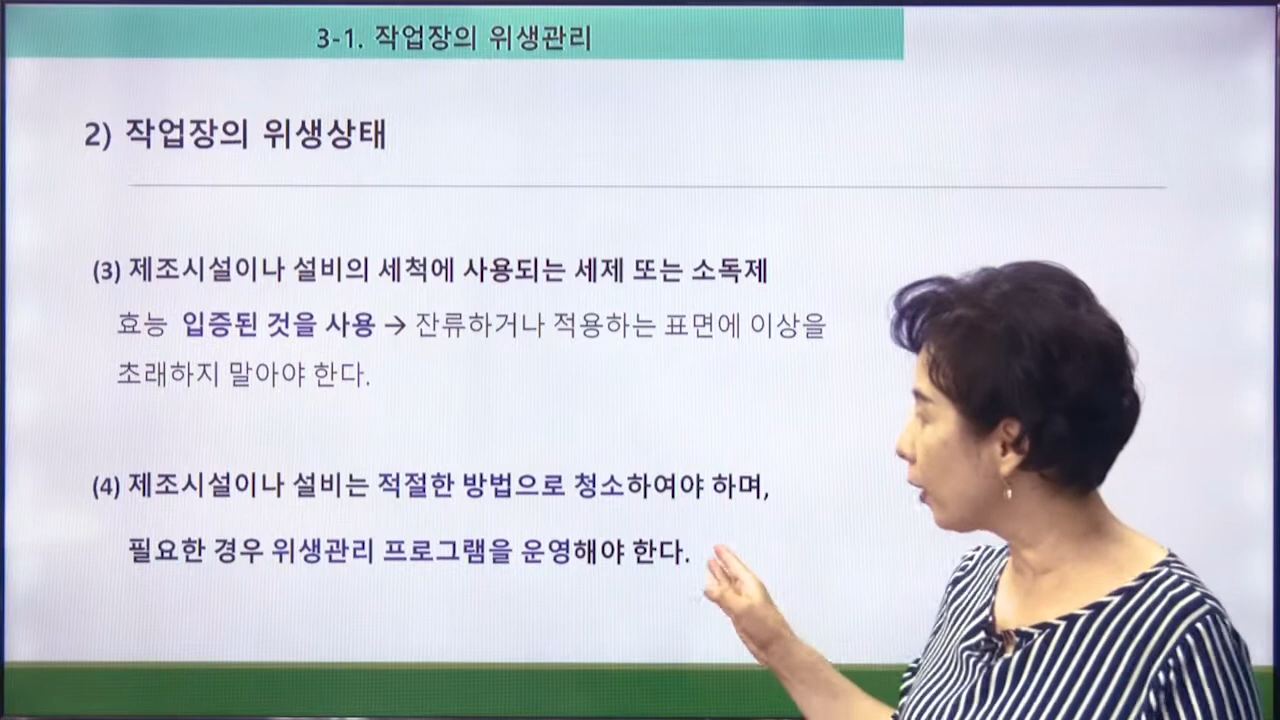 3-1. 작업장의 위생관리
2) 작업장의 위생상태
(3) 제조시설이나 설비의 세척에 사용되는 세제 또는 소독제
효능 입증된 것을 사용 → 잔류하거나 적용하는 표면에 이상을
초래하지 말아야 한다.
(4) 제조시설이나 설비는 적절한 방법으로 청소하여야 하며,
필요한 경우 위생관리 프로그램을 운영해야 한다.